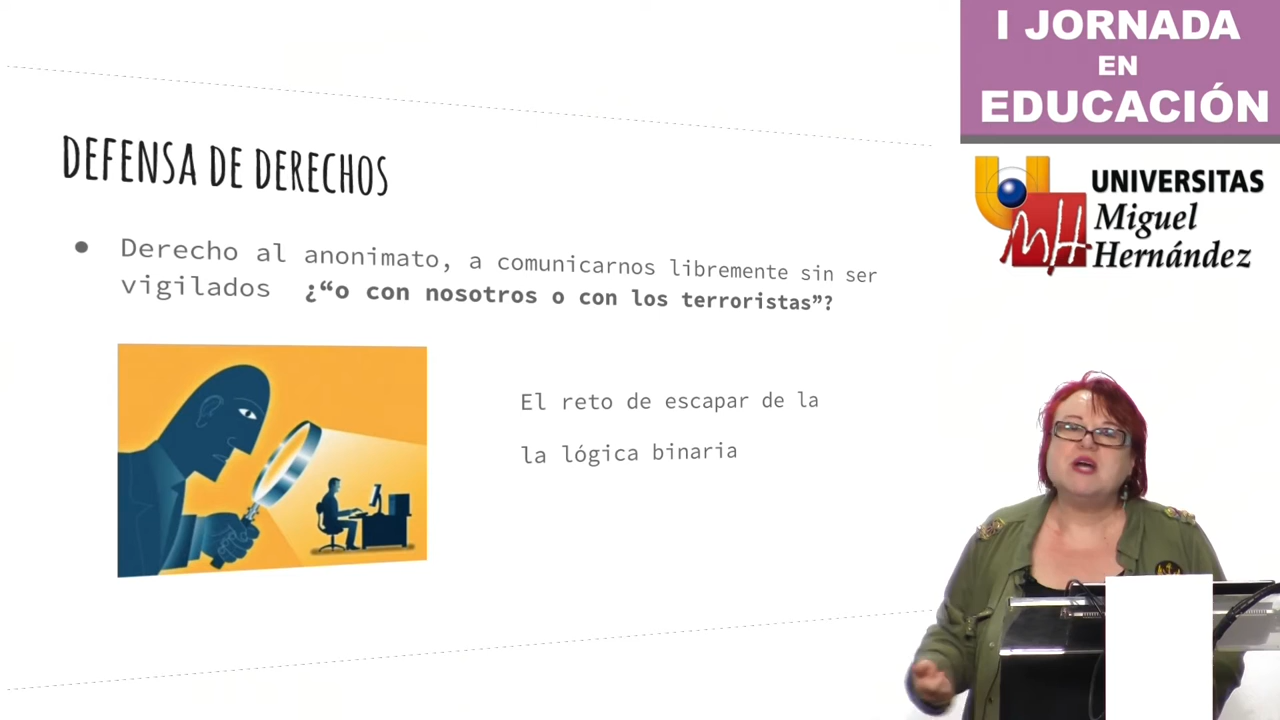 I JORNADA
EN
EDUCACIÓN
UNIVERSITAS
Miguel
Hernández
DEFENSA DE DERECHOS
● Derecho al anonimato, a comunicarnos libremente sin ser
vigilados ¿“o con nosotros o con los terroristas”?
El reto de escapar de la
la lógica binaria